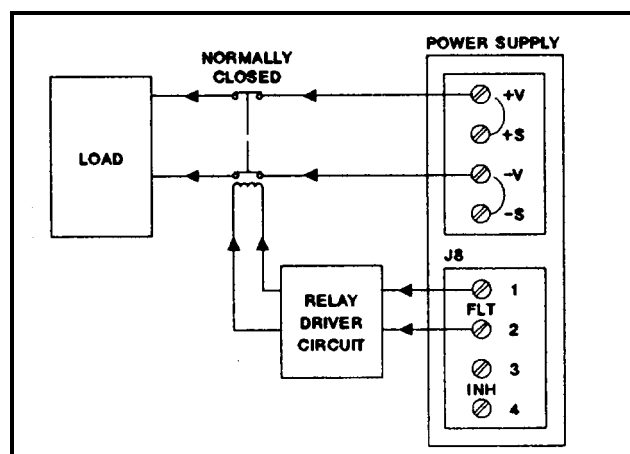 POWER SUPPLY
NORMALLY
CLOSED
+V
+S
LOAD
-V
-S
J8
1
FLT
2
3
INH
4
RELAY
DRIVER
CIRCUIT